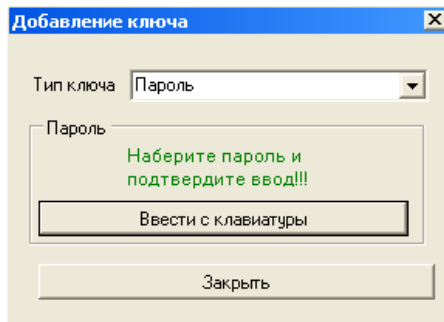 Добавление ключа
Тип ключа Пароль
Пароль
Наберите пароль и
подтвердите ввод!!!
Ввести с клавиатуры
Закрыть